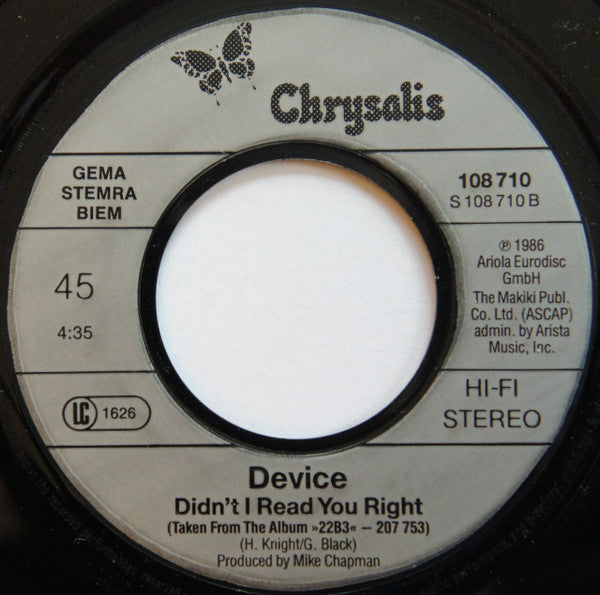 Chrysalis
GEMA
STEMRA
BIEM
108 710
S 108 710 B
45
4:35
℗ 1986
Ariola Eurodisc
GmbH
The Makiki Publ.
Co. Ltd. (ASCAP)
admin. by Arista
Music, Inc.
LC 1626
HI-FI
STEREO
Device
Didn't I Read You Right
(Taken From The Album »22B3« – 207 753)
(H. Knight/G. Black)
Produced by Mike Chapman